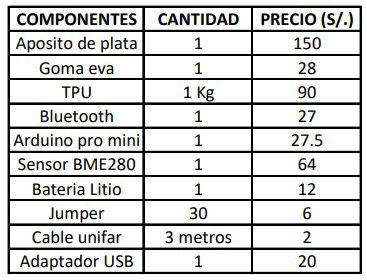 COMPONENTES CANTIDAD PRECIO (S/.)
Aposito de plata 1 150
Goma eva 1 28
TPU 1 Kg 90
Bluetooth 1 27
Arduino pro mini 1 27.5
Sensor BME280 1 64
Bateria Litio 1 12
Jumper 30 6
Cable unifar 3 metros 2
Adaptador USB 1 20